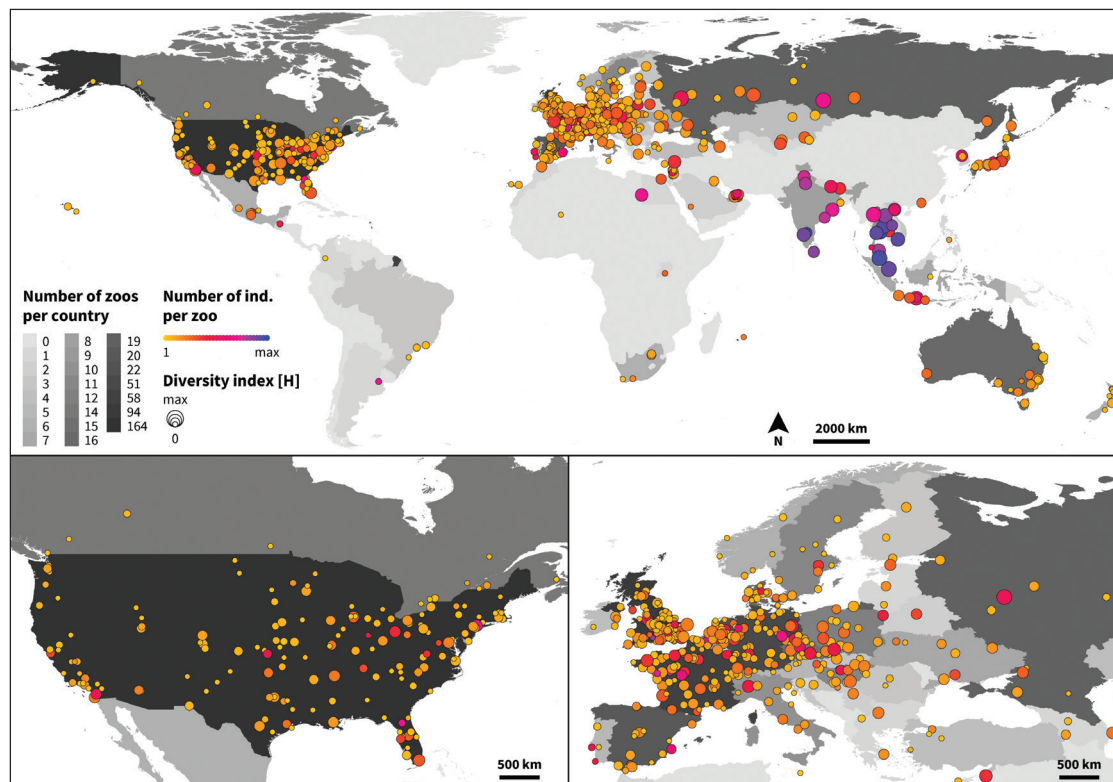 Number of zoos
per country
0
1
2
3
4
5
6
7
8
9
10
11
12
14
15
16
19
20
22
51
58
94
164
Number of ind.
per zoo
1 max
Diversity index [H]
max
0
N
2000 km
500 km
500 km